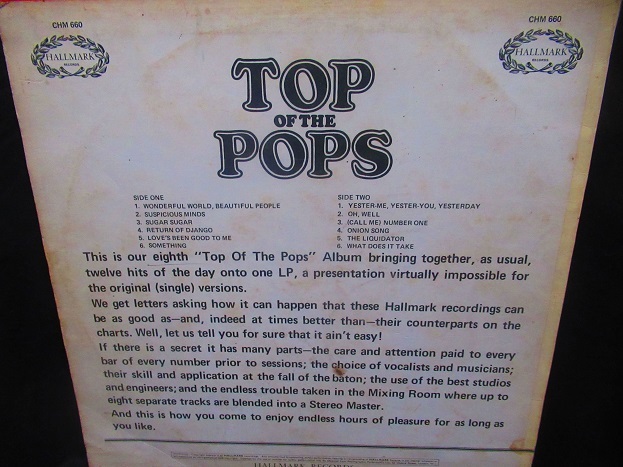 CHM 660
CHM 660
HALLMARK
RECORDS
HALLMARK
RECORDS
TOP
OF THE
POPS
SIDE ONE
1. WONDERFUL WORLD, BEAUTIFUL PEOPLE
2. SUSPICIOUS MINDS
3. SUGAR SUGAR
4. RETURN OF DJANGO
5. LOVE'S BEEN GOOD TO ME
6. SOMETHING
SIDE TWO
1. YESTER-ME, YESTER-YOU, YESTERDAY
2. OH, WELL
3. (CALL ME) NUMBER ONE
4. ONION SONG
5. THE LIQUIDATOR
6. WHAT DOES IT TAKE
This is our eighth "Top Of The Pops" Album bringing together, as usual,
twelve hits of the day onto one LP, a presentation virtually impossible for
the original (single) versions.
We get letters asking how it can happen that these Hallmark recordings can
be as good as—and, indeed at times better than—their counterparts on the
charts. Well, let us tell you for sure that it ain't easy!
If there is a secret it has many parts—the care and attention paid to every
bar of every number prior to sessions; the choice of vocalists and musicians;
their skill and application at the fall of the baton; the use of the best studios
and engineers; and the endless trouble taken in the Mixing Room where up to
eight separate tracks are blended into a Stereo Master.
And this is how you come to enjoy endless hours of pleasure for as long as
you like.
HALLMARK RECORDS